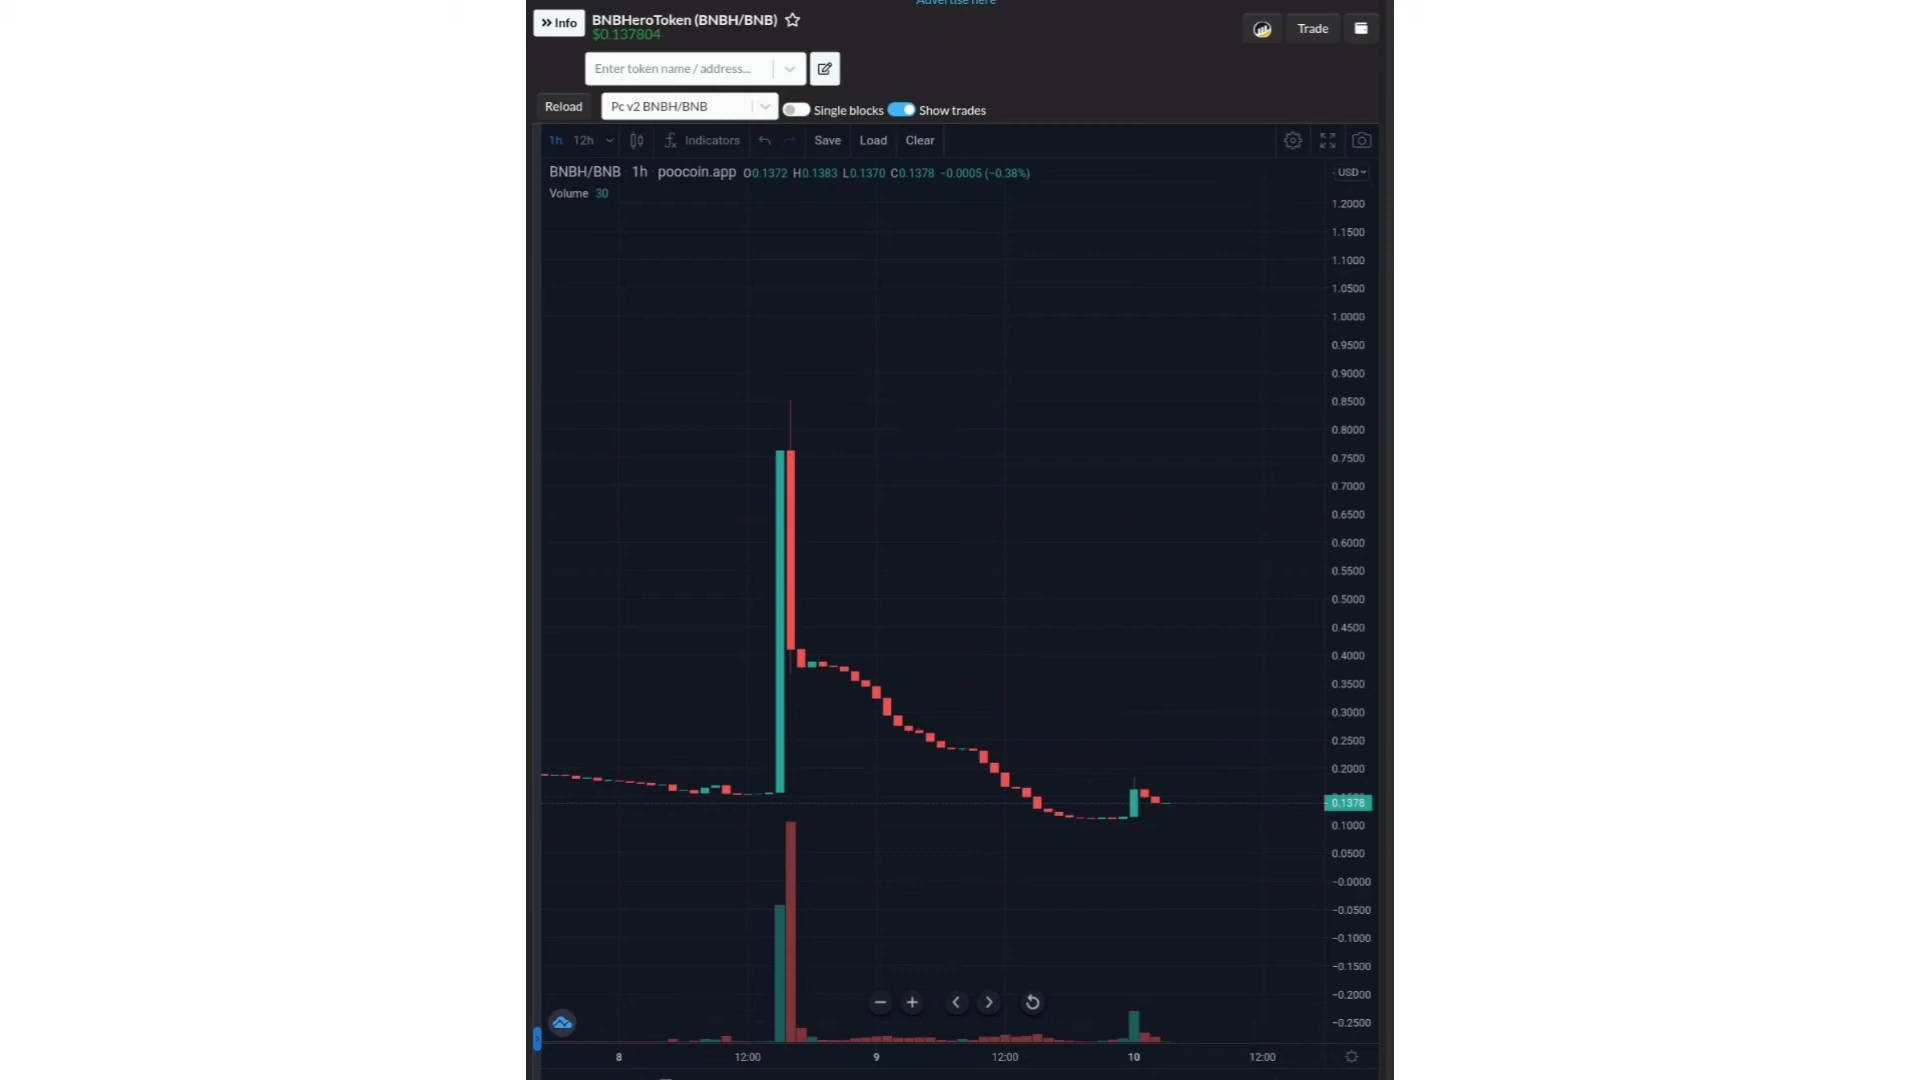 Advertise here
Info
BNBHeroToken (BNBH/BNB)
$0.137804
Trade
Enter token name / address...
Reload
Pc v2 BNBH/BNB
Single blocks
Show trades
1h 12h Indicators Save Load Clear
BNBH/BNB 1h poocoin.app O0.1372 H0.1383 L0.1370 C0.1378 −0.0005 (−0.38%)
USD
Volume 30
1.2000
1.1500
1.1000
1.0500
1.0000
0.9500
0.9000
0.8500
0.8000
0.7500
0.7000
0.6500
0.6000
0.5500
0.5000
0.4500
0.4000
0.3500
0.3000
0.2500
0.2000
0.1378
0.1000
0.0500
−0.0000
−0.0500
−0.1000
−0.1500
−0.2000
−0.2500
8 12:00 9 12:00 10 12:00